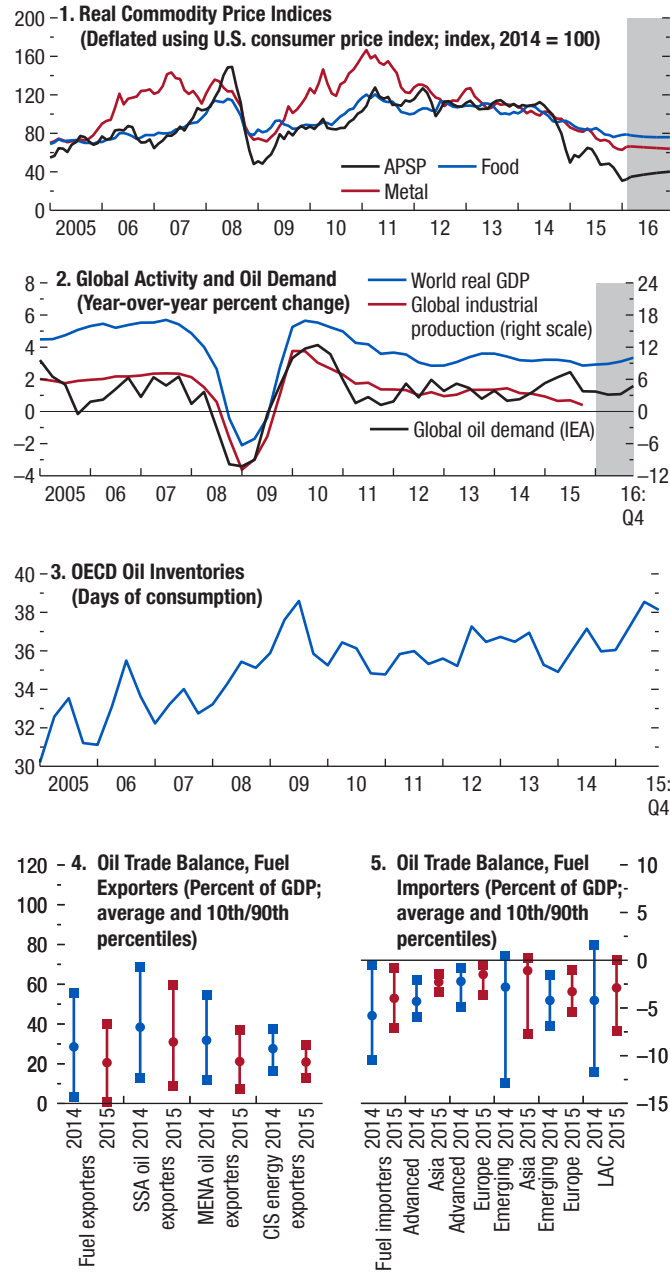 1. Real Commodity Price Indices
(Deflated using U.S. consumer price index; index, 2014 = 100)
200
160
120
80
40
0
APSP
Food
Metal
2005 06 07 08 09 10 11 12 13 14 15 16
2. Global Activity and Oil Demand
(Year-over-year percent change)
World real GDP
Global industrial
production (right scale)
Global oil demand (IEA)
8
6
4
2
0
–2
–4
24
18
12
6
0
–6
–12
2005 06 07 08 09 10 11 12 13 14 15 16:
Q4
3. OECD Oil Inventories
(Days of consumption)
40
38
36
34
32
30
2005 06 07 08 09 10 11 12 13 14 15:
Q4
4. Oil Trade Balance, Fuel
Exporters (Percent of GDP;
average and 10th/90th
percentiles)
120
100
80
60
40
20
0
2014
2015
Fuel exporters
2014
2015
SSA oil
exporters
2014
2015
MENA oil
exporters
2014
2015
CIS energy
exporters
5. Oil Trade Balance, Fuel
Importers (Percent of GDP;
average and 10th/90th
percentiles)
10
5
0
–5
–10
–15
2014
2015
Fuel importers
2014
2015
Advanced
Asia
2014
2015
Advanced
Europe
2014
2015
Emerging
Asia
2014
2015
Emerging
Europe
2014
2015
LAC